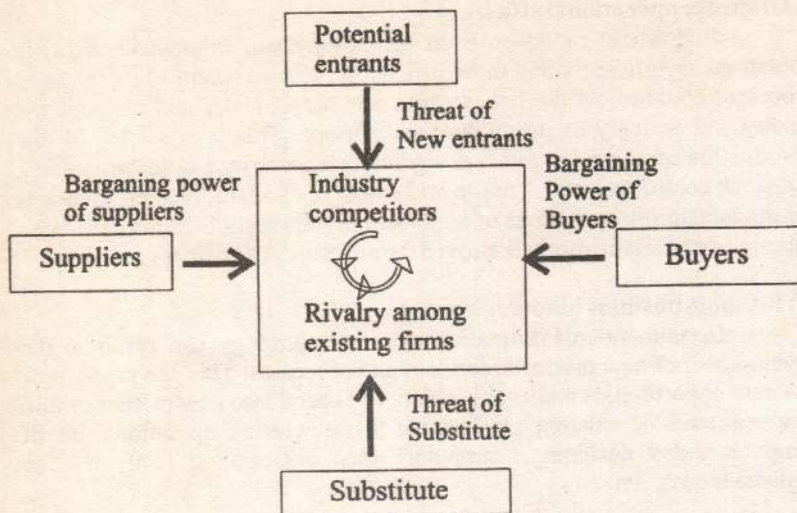 Potential
entrants
Threat of
New entrants
Barganing power
of suppliers
Industry
competitors
Bargaining
Power of
Buyers
Suppliers
Buyers
Rivalry among
existing firms
Threat of
Substitute
Substitute